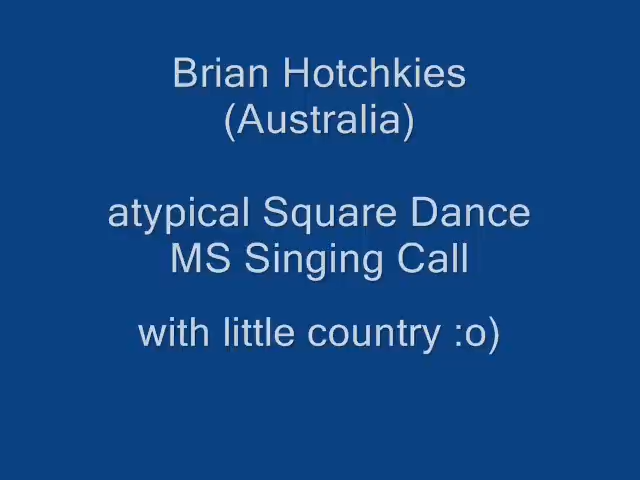 Brian Hotchkies
(Australia)
atypical Square Dance
MS Singing Call
with little country :o)